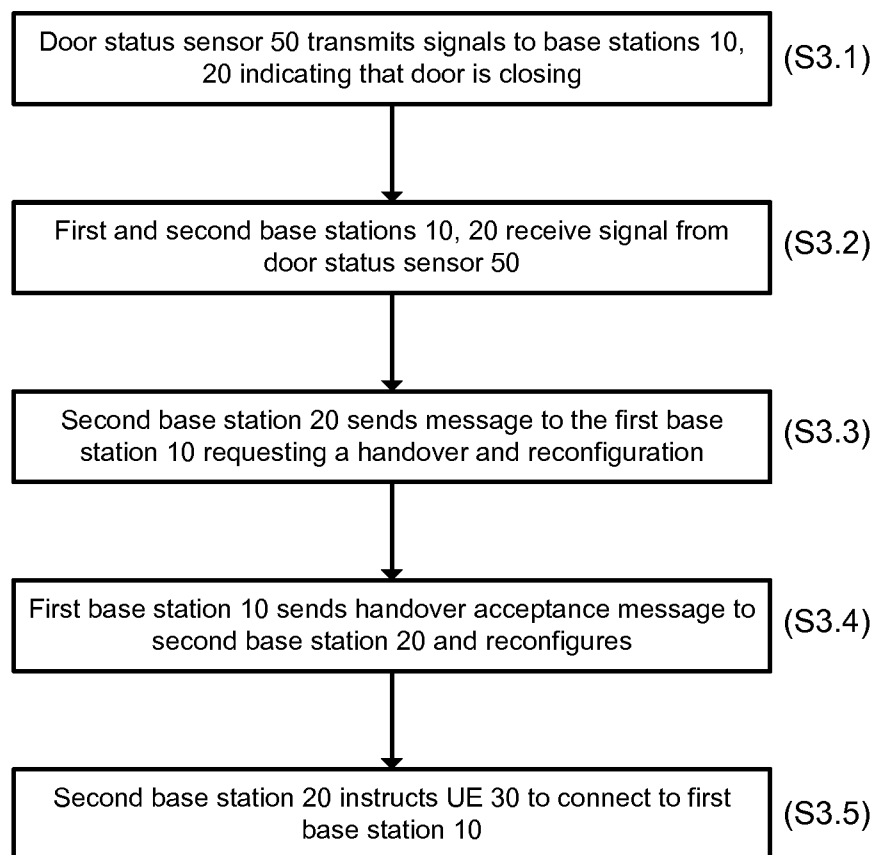 Door status sensor 50 transmits signals to base stations 10,
20 indicating that door is closing
(S3.1)
First and second base stations 10, 20 receive signal from
door status sensor 50
(S3.2)
Second base station 20 sends message to the first base
station 10 requesting a handover and reconfiguration
(S3.3)
First base station 10 sends handover acceptance message to
second base station 20 and reconfigures
(S3.4)
Second base station 20 instructs UE 30 to connect to first
base station 10
(S3.5)